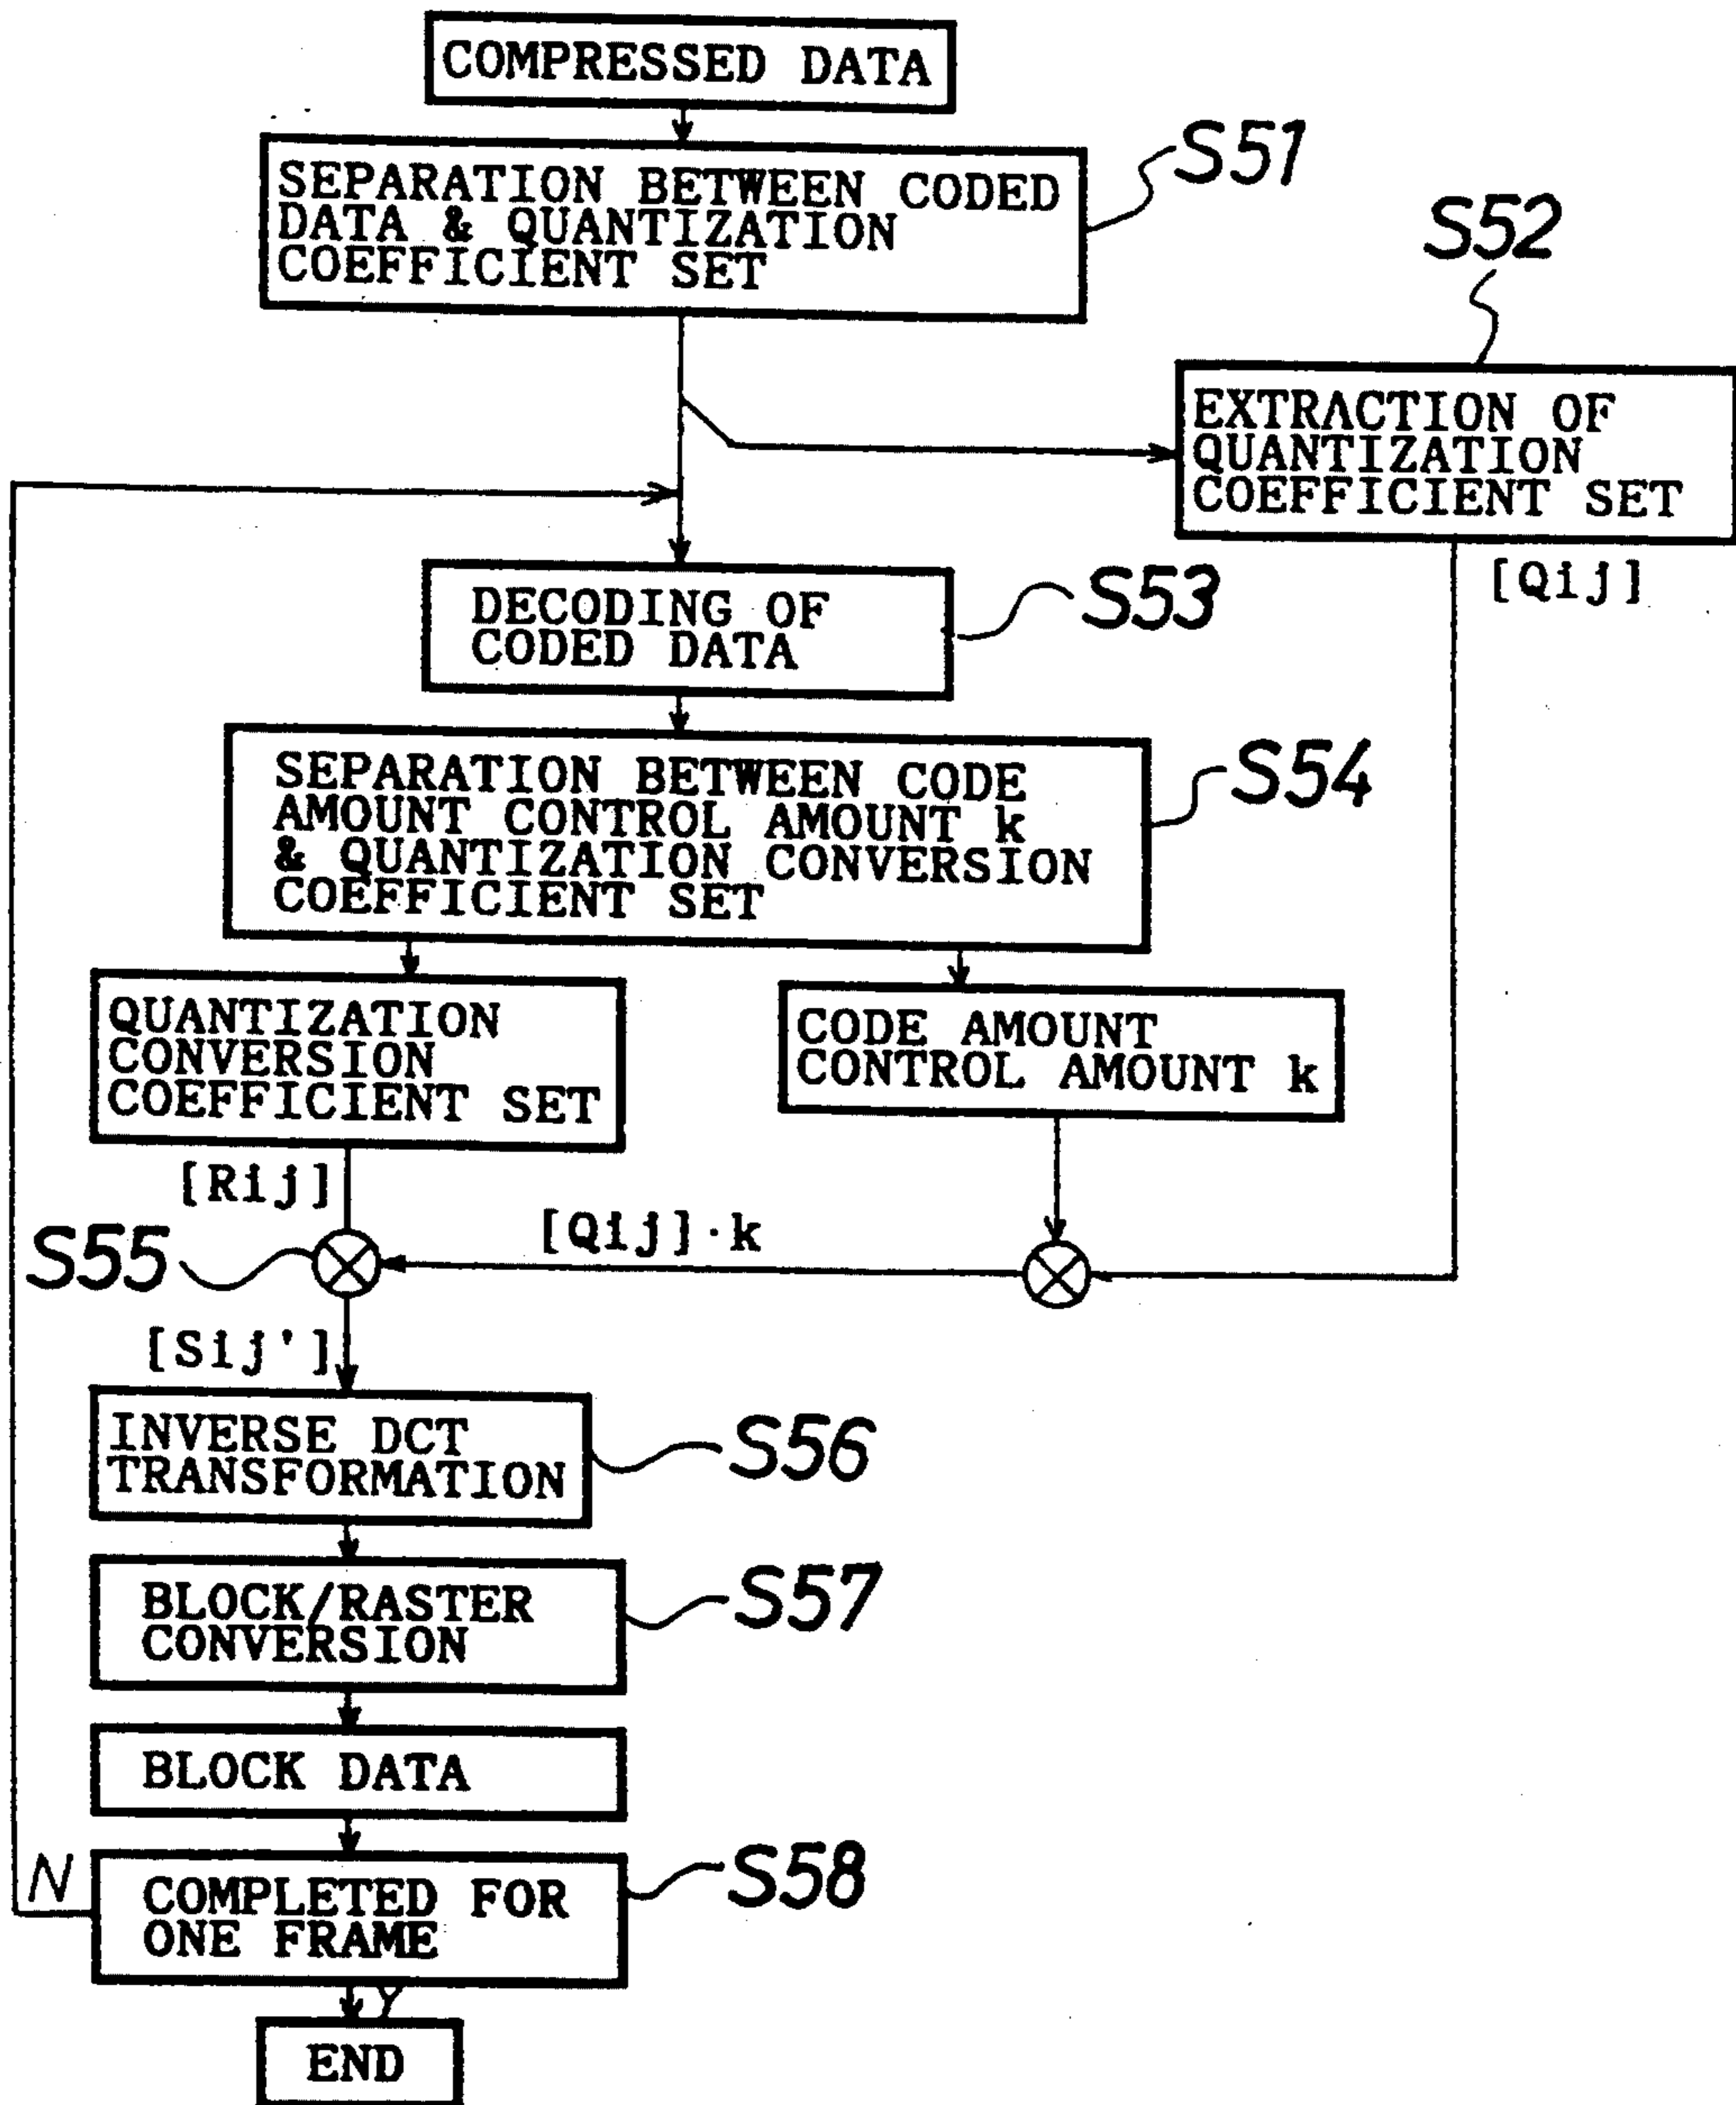 COMPRESSED DATA
SEPARATION BETWEEN CODED
DATA & QUANTIZATION
COEFFICIENT SET
S51
S52
EXTRACTION OF
QUANTIZATION
COEFFICIENT SET
[Qij]
DECODING OF
CODED DATA
S53
SEPARATION BETWEEN CODE
AMOUNT CONTROL AMOUNT k
& QUANTIZATION CONVERSION
COEFFICIENT SET
S54
QUANTIZATION
CONVERSION
COEFFICIENT SET
CODE AMOUNT
CONTROL AMOUNT k
[Rij]
[Qij]·k
S55
[Sij']
INVERSE DCT
TRANSFORMATION
S56
BLOCK/RASTER
CONVERSION
S57
BLOCK DATA
N
COMPLETED FOR
ONE FRAME
S58
Y
END